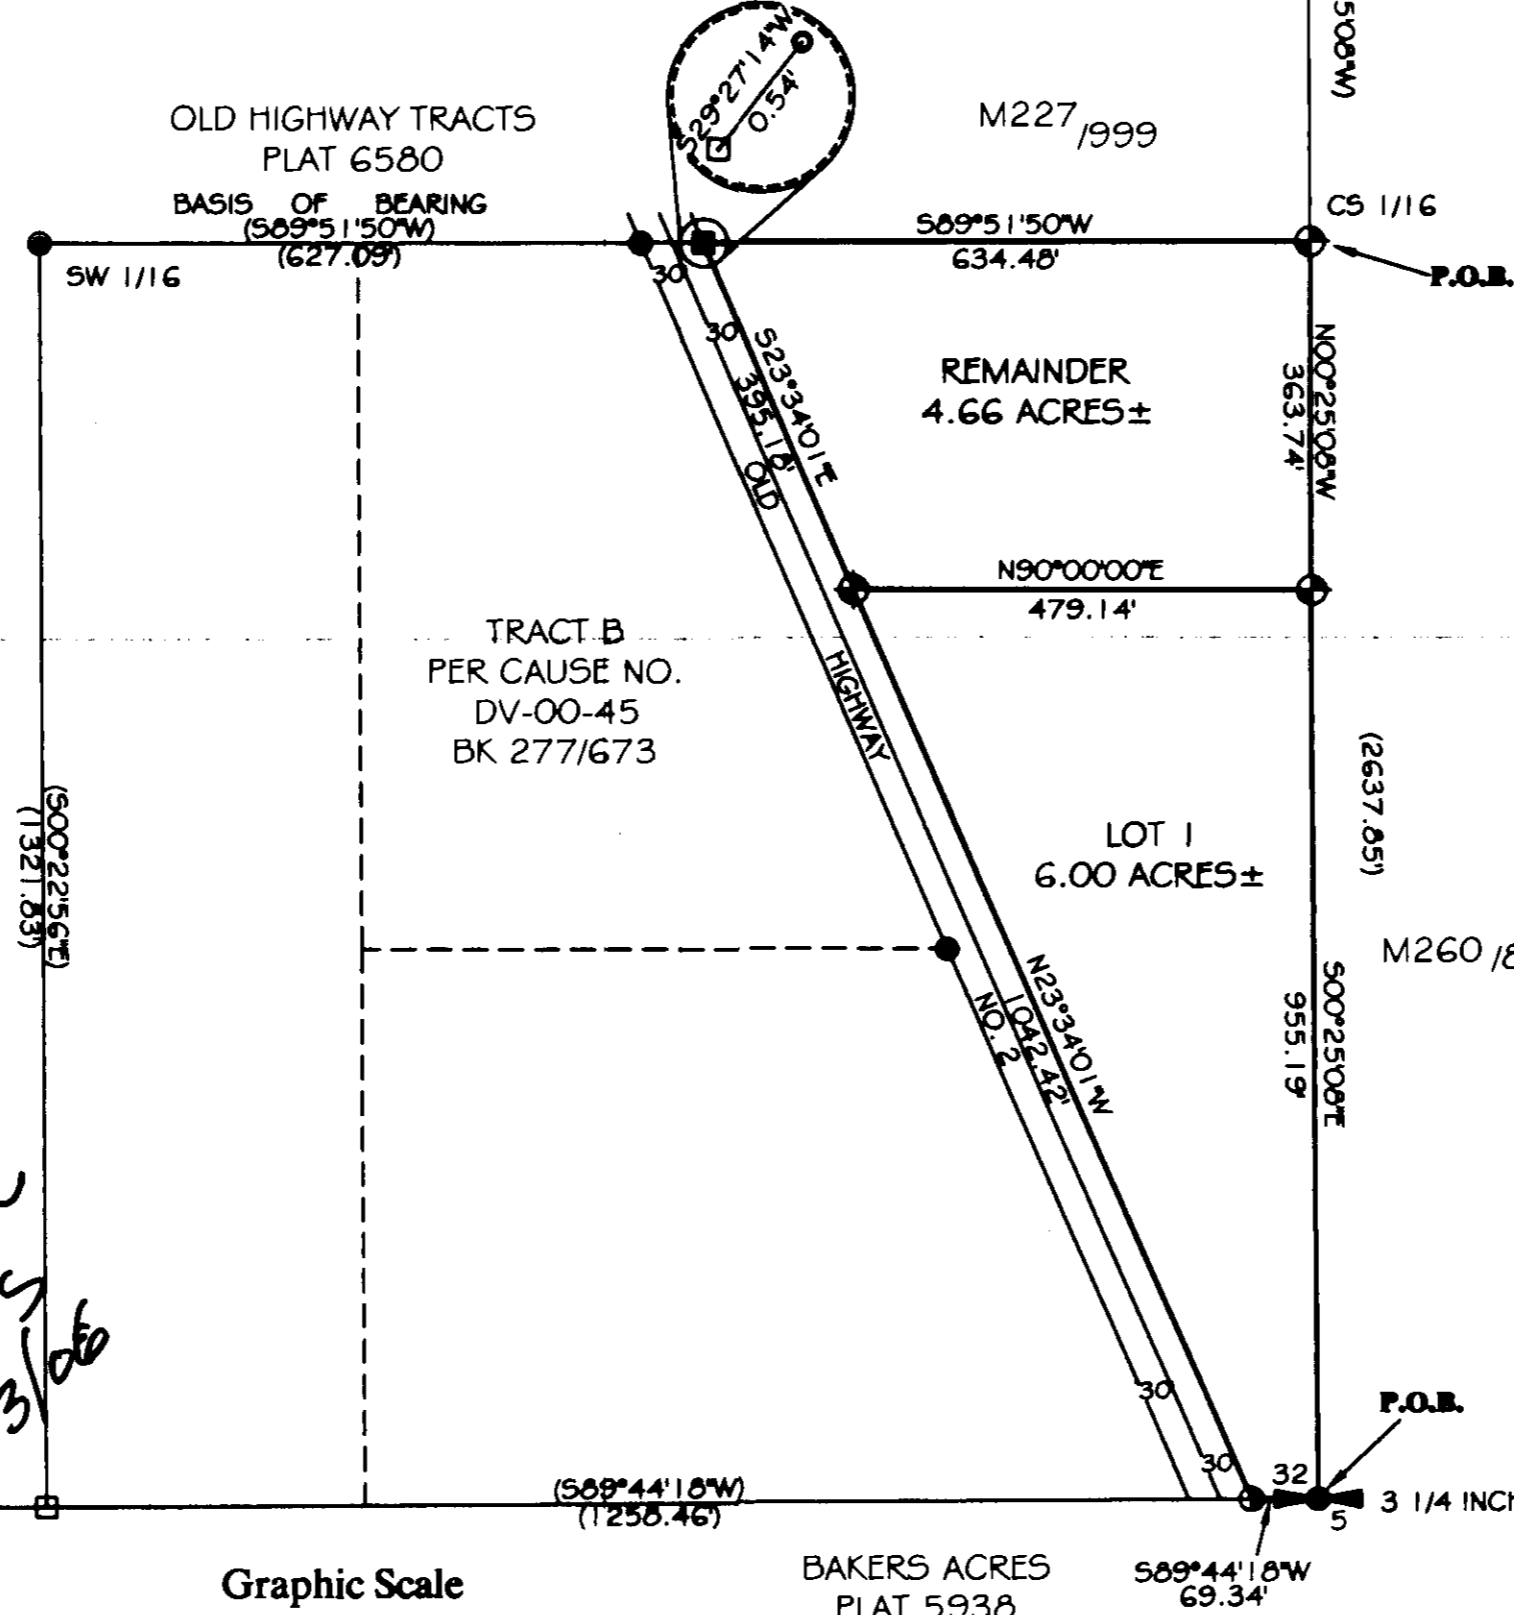 5'08"W)
S29°27'14"W
0.54'
OLD HIGHWAY TRACTS
PLAT 6580
M227/999
BASIS OF BEARING
(S89°51'50"W)
(627.09')
SW 1/16
S89°51'50"W
634.48'
CS 1/16
P.O.B.
30
30
S23°34'01"E
395.18'
REMAINDER
4.66 ACRES±
N00°25'08"W
363.74'
OLD
N90°00'00"E
479.14'
TRACT B
PER CAUSE NO.
DV-00-45
BK 277/673
HIGHWAY
(2637.85')
LOT 1
6.00 ACRES±
(S00°22'56"E)
(1321.83')
M260/8
N23°34'01"W
1042.42'
NO. 2
S00°25'08"E
955.19'
3/06
30
30
P.O.B.
32
5
3 1/4 INCH
(S89°44'18"W)
(1258.46')
S89°44'18"W
69.34'
BAKERS ACRES
PLAT 5938
Graphic Scale